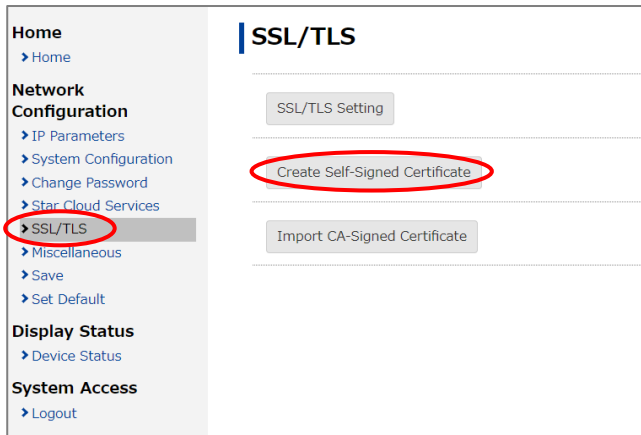 Home
Home
Network
Configuration
IP Parameters
System Configuration
Change Password
Star Cloud Services
SSL/TLS
Miscellaneous
Save
Set Default
Display Status
Device Status
System Access
Logout
SSL/TLS
SSL/TLS Setting
Create Self-Signed Certificate
Import CA-Signed Certificate